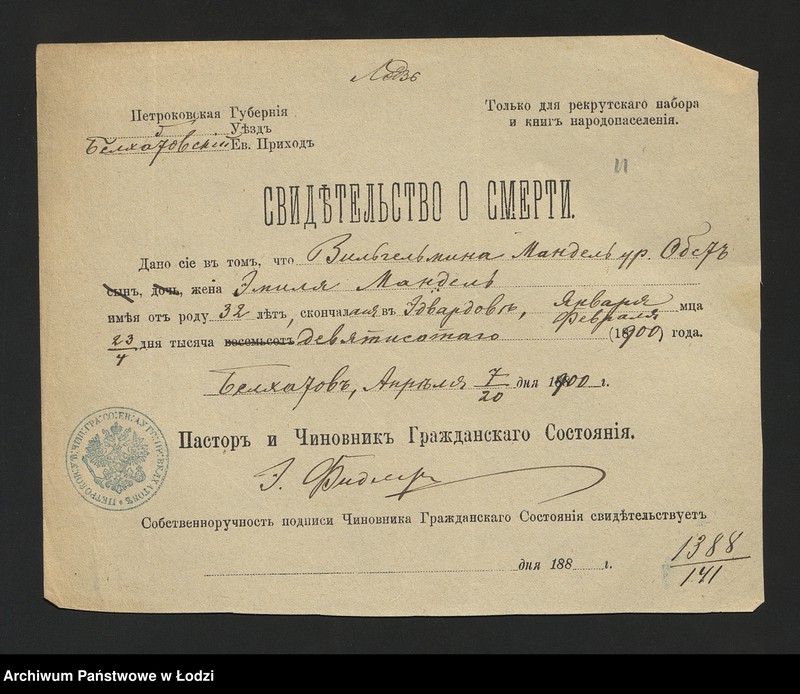 Лодзь
Петроковская Губернія
Уѣздъ
Белхатовскій Ев. Приходъ
Только для рекрутскаго набора
и книгъ народонаселенія.
11
СВИДѢТЕЛЬСТВО О СМЕРТИ.
Дано сіе въ томъ, что Вильгельмина Мандель ур. Обстъ
сынъ, дочь, жена Эмиля Мандель
имѣя отъ роду 32 лѣтъ, скончалася въ Эдвардовѣ, Января Февраля мца
23/4 дня тысяча восемьсотъ девятисотаго (1900) года.
Белхатовъ, Апрѣля 7/20 дня 1900 г.
Пасторъ и Чиновникъ Гражданскаго Состоянія.
Собственноручность подписи Чиновника Гражданскаго Состоянія свидѣтельствуетъ
дня 188 г.
1388/141
Archiwum Państwowe w Łodzi